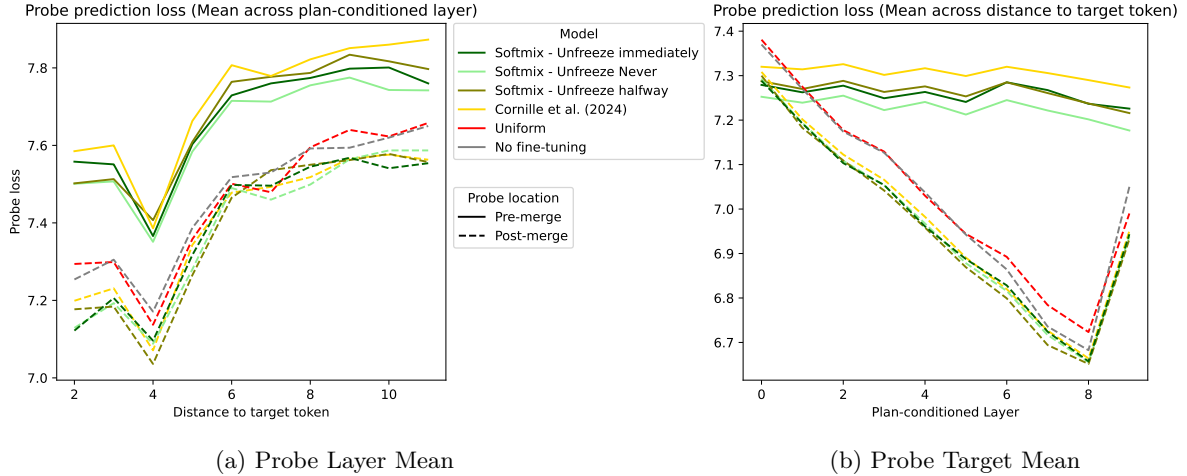 Probe prediction loss (Mean across plan-conditioned layer)
Probe loss
7.8
7.6
7.4
7.2
7.0
2
4
6
8
10
Distance to target token
Model
Softmix - Unfreeze immediately
Softmix - Unfreeze Never
Softmix - Unfreeze halfway
Cornille et al. (2024)
Uniform
No fine-tuning
Probe location
Pre-merge
Post-merge
(a) Probe Layer Mean
Probe prediction loss (Mean across distance to target token)
7.4
7.3
7.2
7.1
7.0
6.9
6.8
6.7
0
2
4
6
8
Plan-conditioned Layer
(b) Probe Target Mean